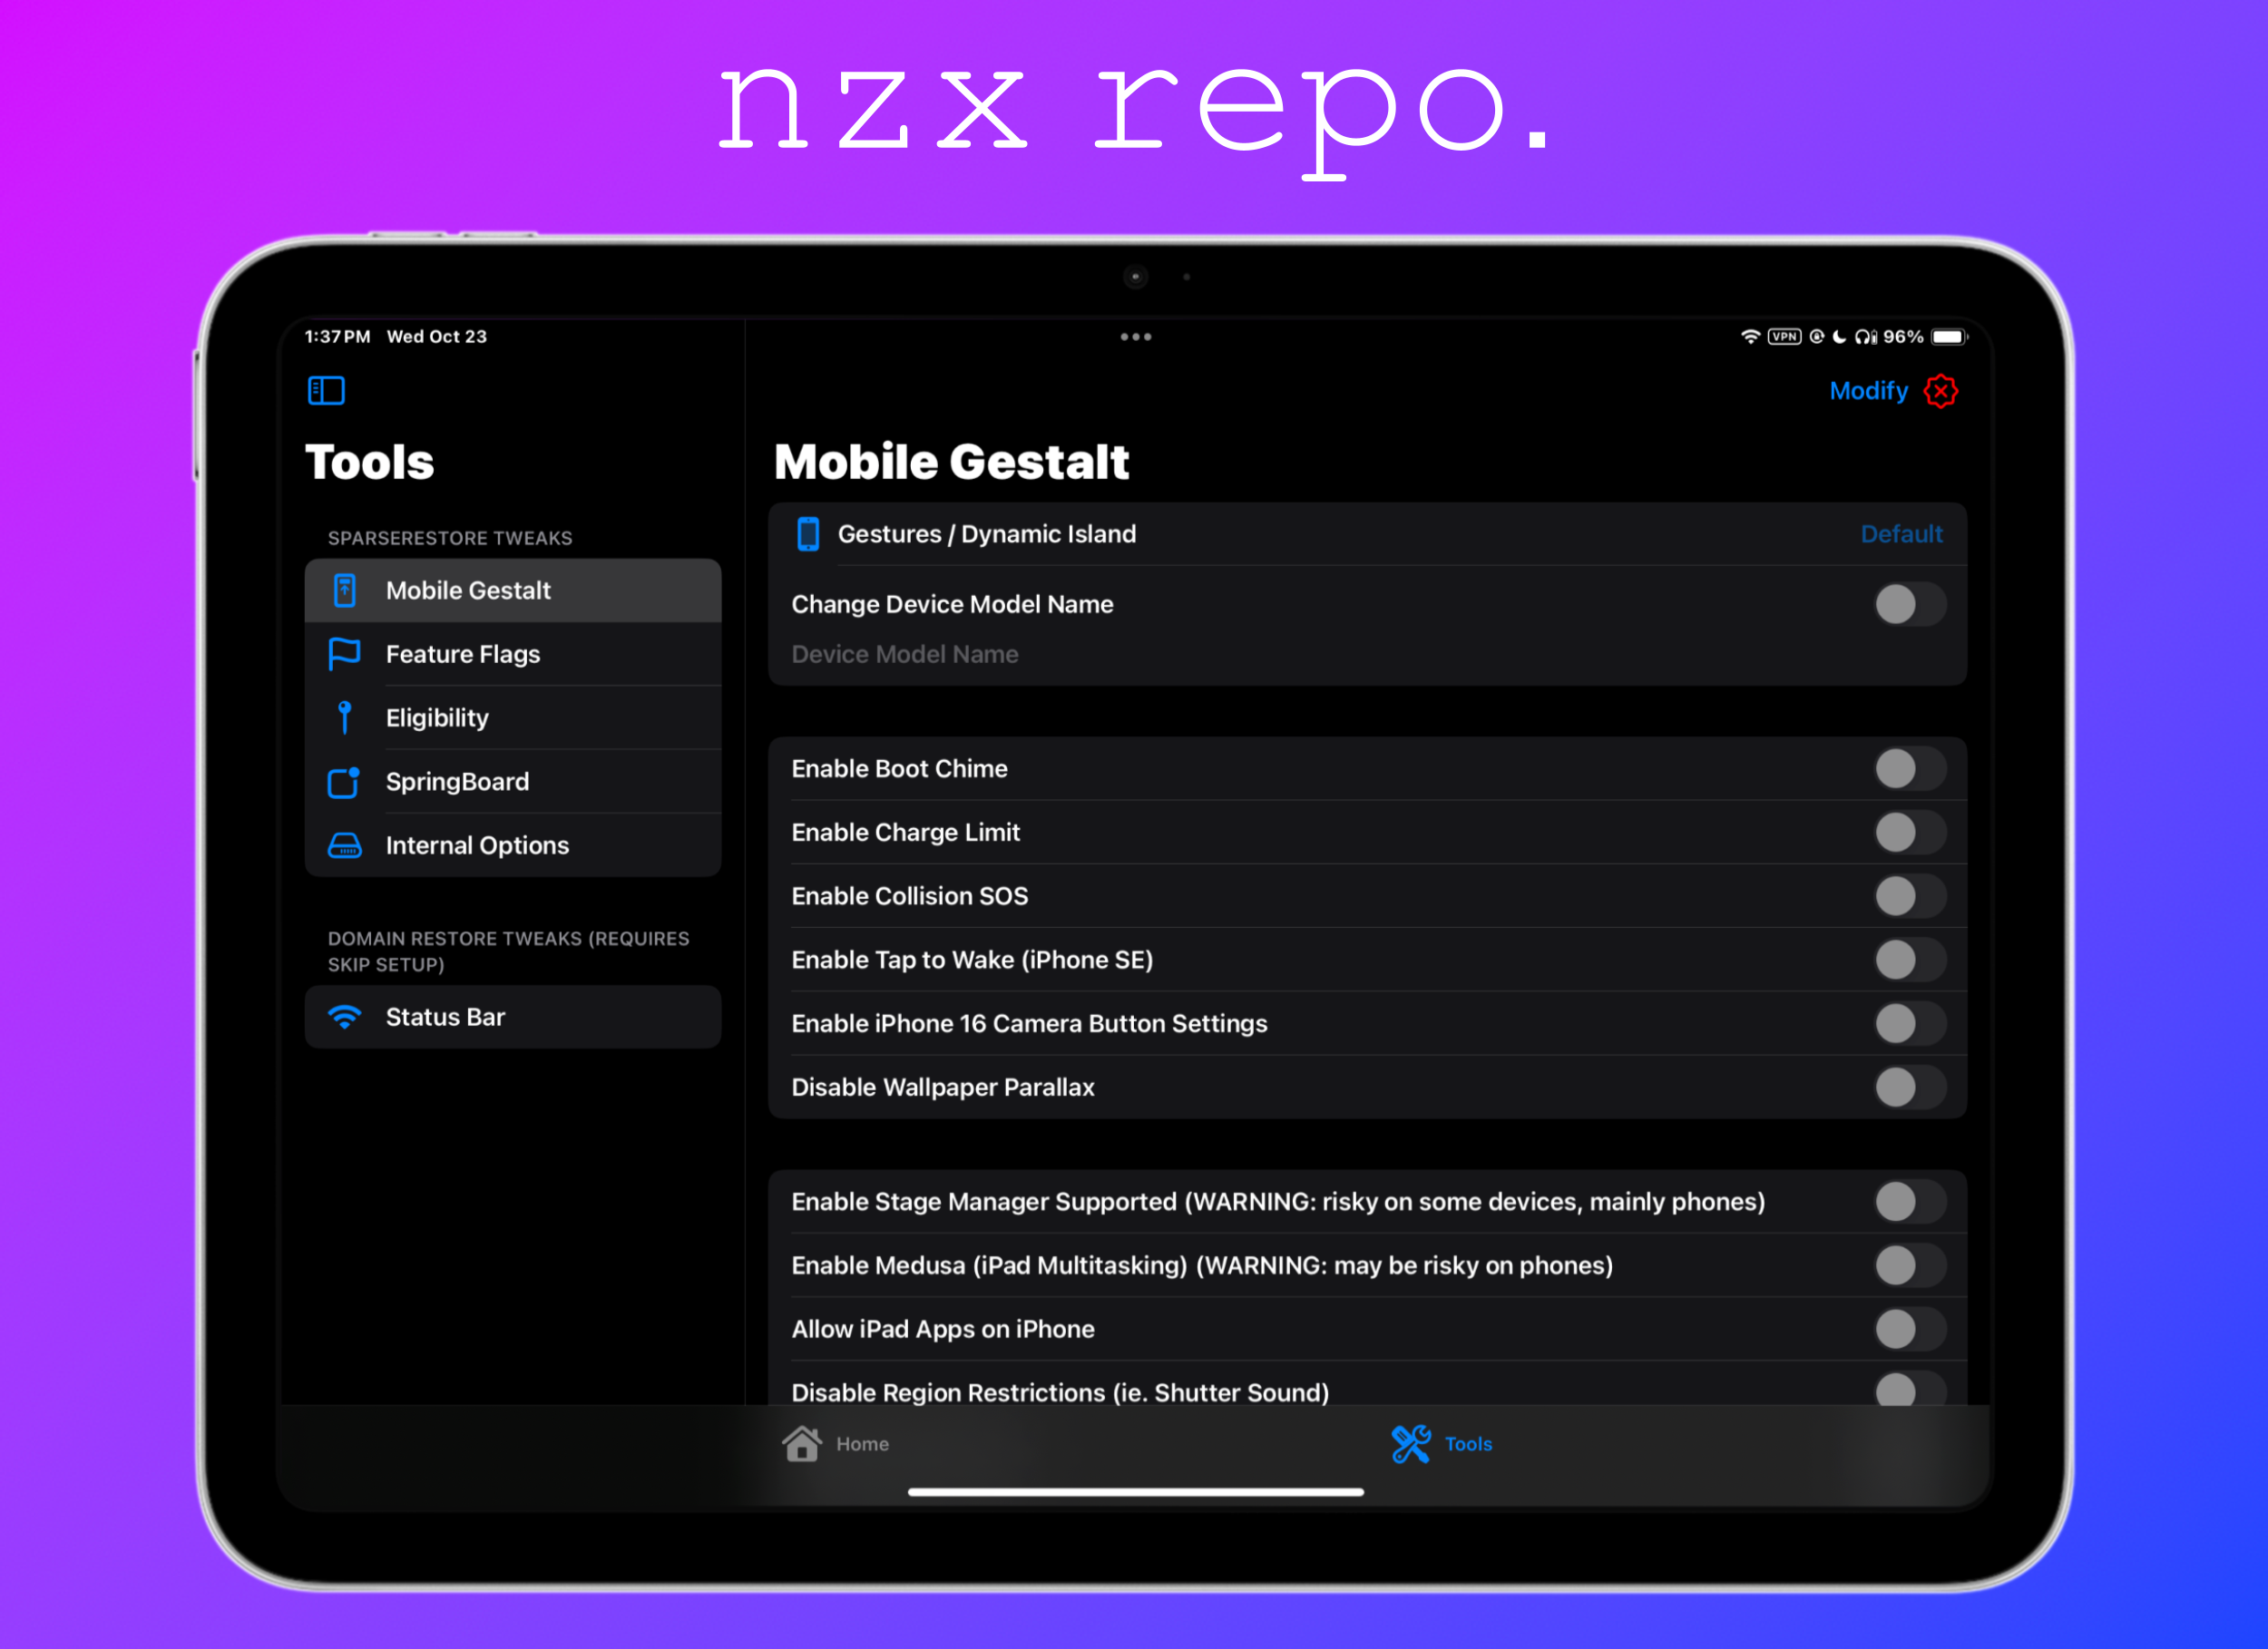 nzx repo.
1:37 PM Wed Oct 23
VPN 96%
Modify
Tools
SPARSERESTORE TWEAKS
Mobile Gestalt
Feature Flags
Eligibility
SpringBoard
Internal Options
DOMAIN RESTORE TWEAKS (REQUIRES
SKIP SETUP)
Status Bar
Mobile Gestalt
Gestures / Dynamic Island Default
Change Device Model Name
Device Model Name
Enable Boot Chime
Enable Charge Limit
Enable Collision SOS
Enable Tap to Wake (iPhone SE)
Enable iPhone 16 Camera Button Settings
Disable Wallpaper Parallax
Enable Stage Manager Supported (WARNING: risky on some devices, mainly phones)
Enable Medusa (iPad Multitasking) (WARNING: may be risky on phones)
Allow iPad Apps on iPhone
Disable Region Restrictions (ie. Shutter Sound)
Home Tools